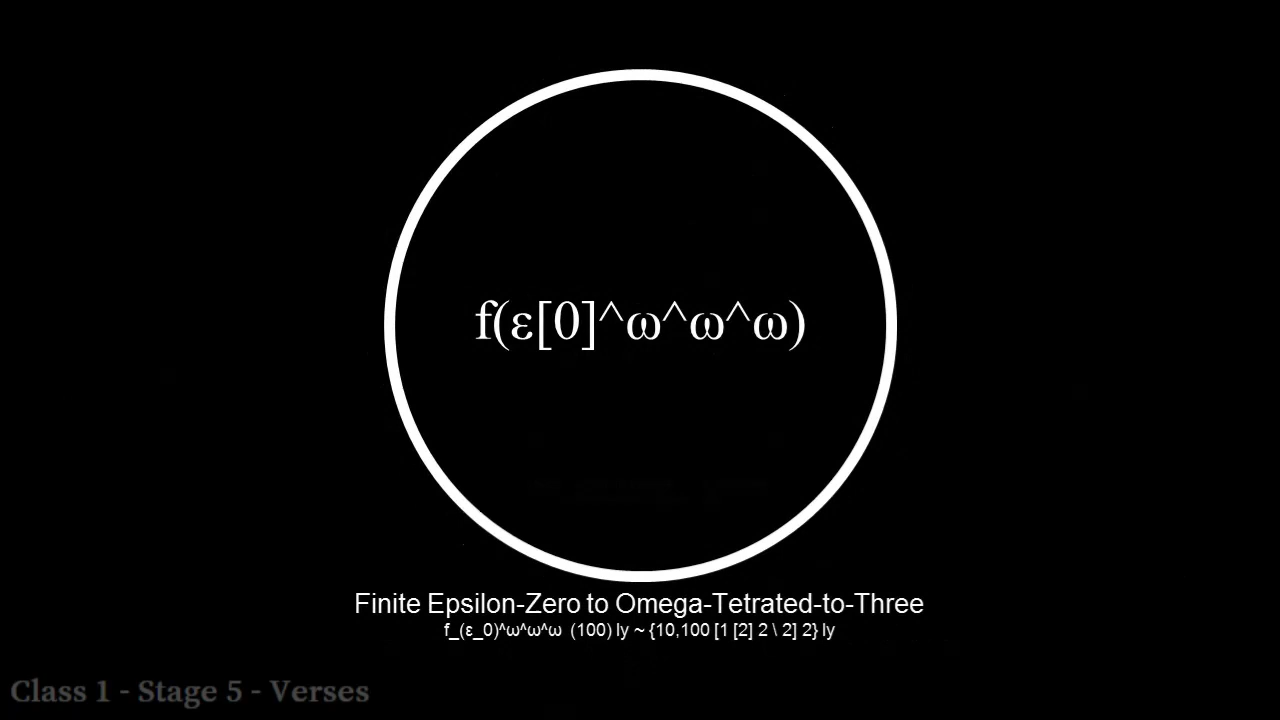 f(ε[0]^ω^ω^ω)
Finite Epsilon-Zero to Omega-Tetrated-to-Three
f_(ε_0)^ω^ω^ω (100) ly ~ {10,100 [1 [2] 2 \ 2] 2} ly
Class 1 - Stage 5 - Verses